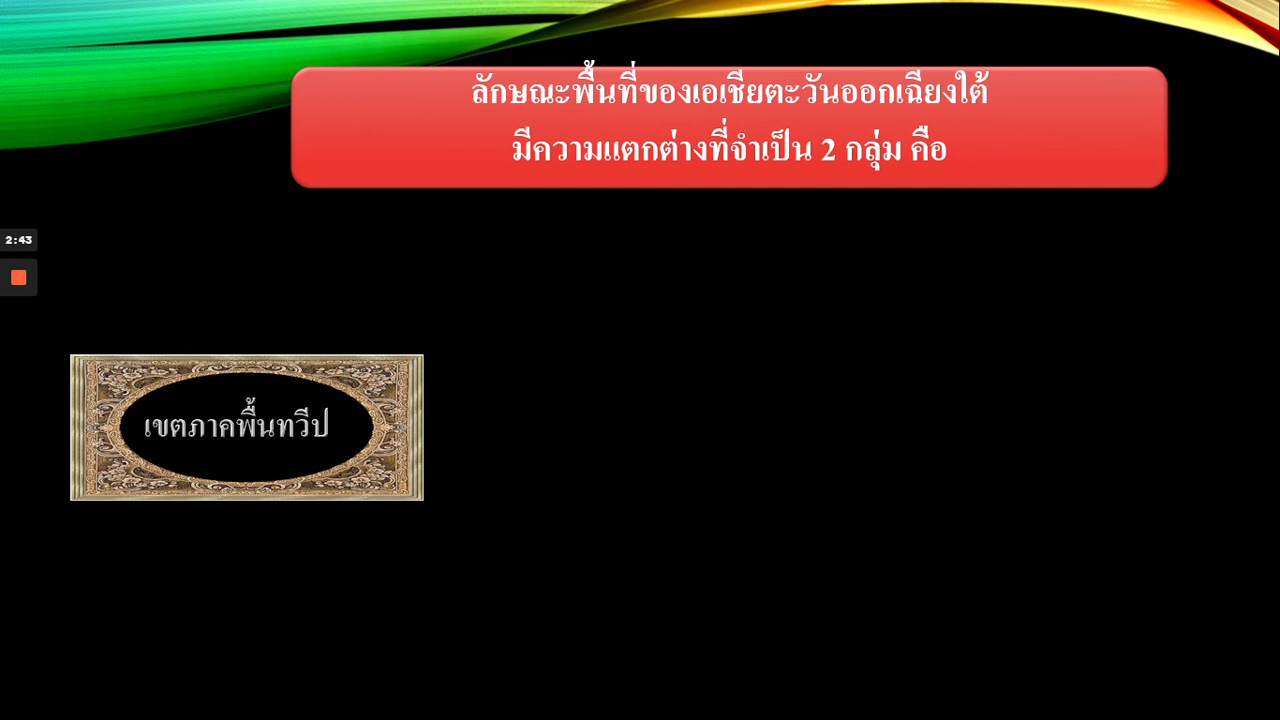 ลักษณะพื้นที่ของเอเชียตะวันออกเฉียงใต้
มีความแตกต่างที่จำเป็น 2 กลุ่ม คือ
2:43
เขตภาคพื้นทวีป